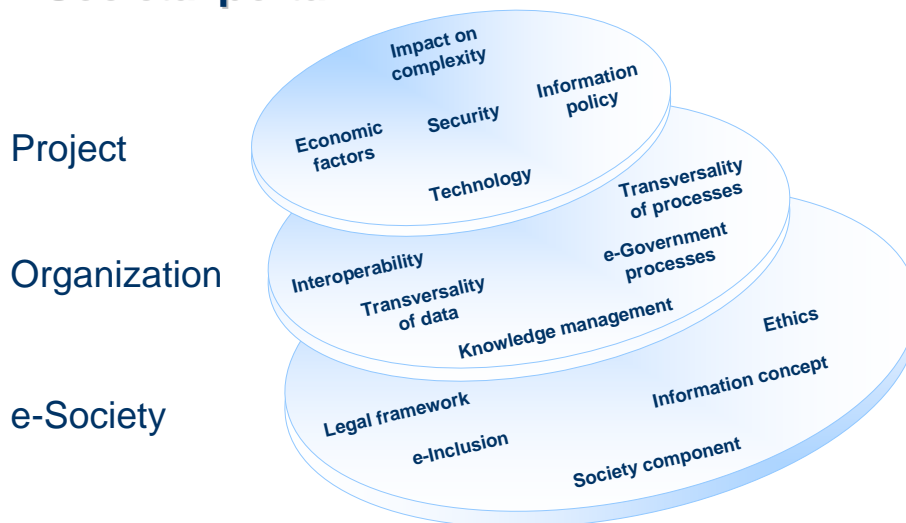 Project
Impact on
complexity
Economic
factors
Security
Information
policy
Technology
Organization
Transversality
of processes
Interoperability
e-Government
processes
Transversality
of data
Knowledge management
e-Society
Ethics
Legal framework
Information concept
e-Inclusion
Society component